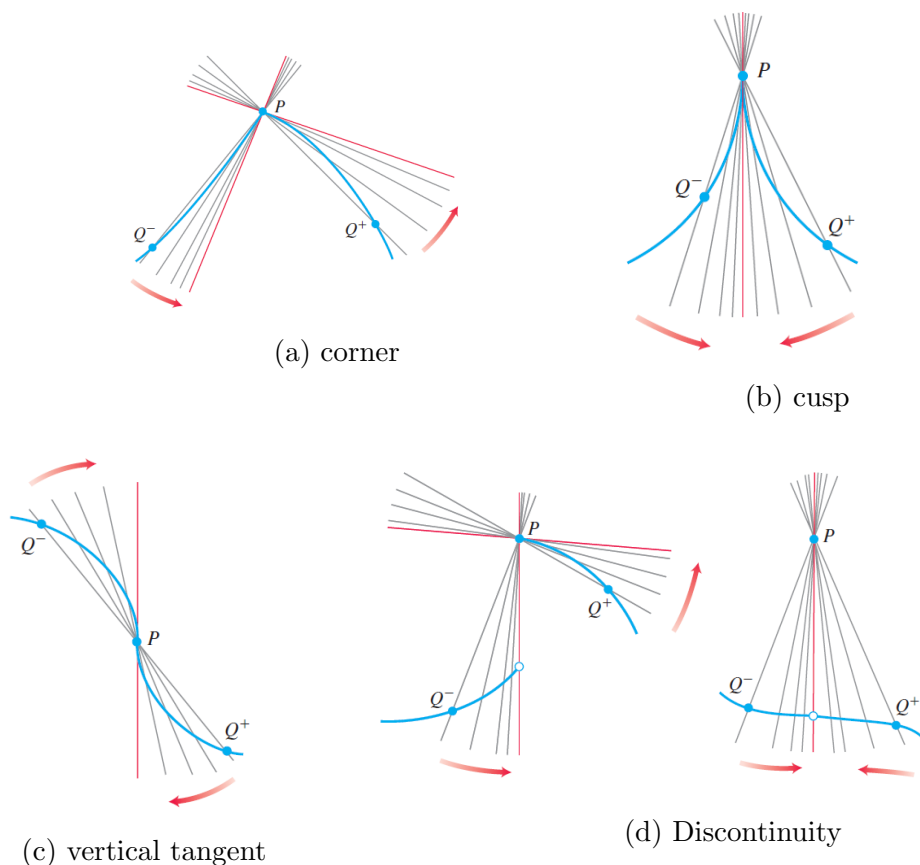 P
Q⁻
Q⁺
(a) corner
P
Q⁻
Q⁺
(b) cusp
Q⁻
P
Q⁺
(c) vertical tangent
P
Q⁺
Q⁻
P
Q⁻
Q⁺
(d) Discontinuity